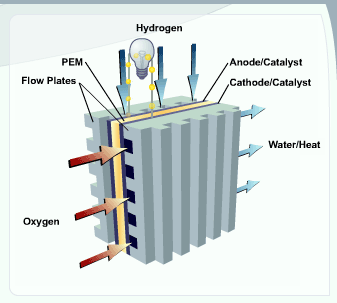 Hydrogen
PEM
Anode/Catalyst
Flow Plates
Cathode/Catalyst
Water/Heat
Oxygen